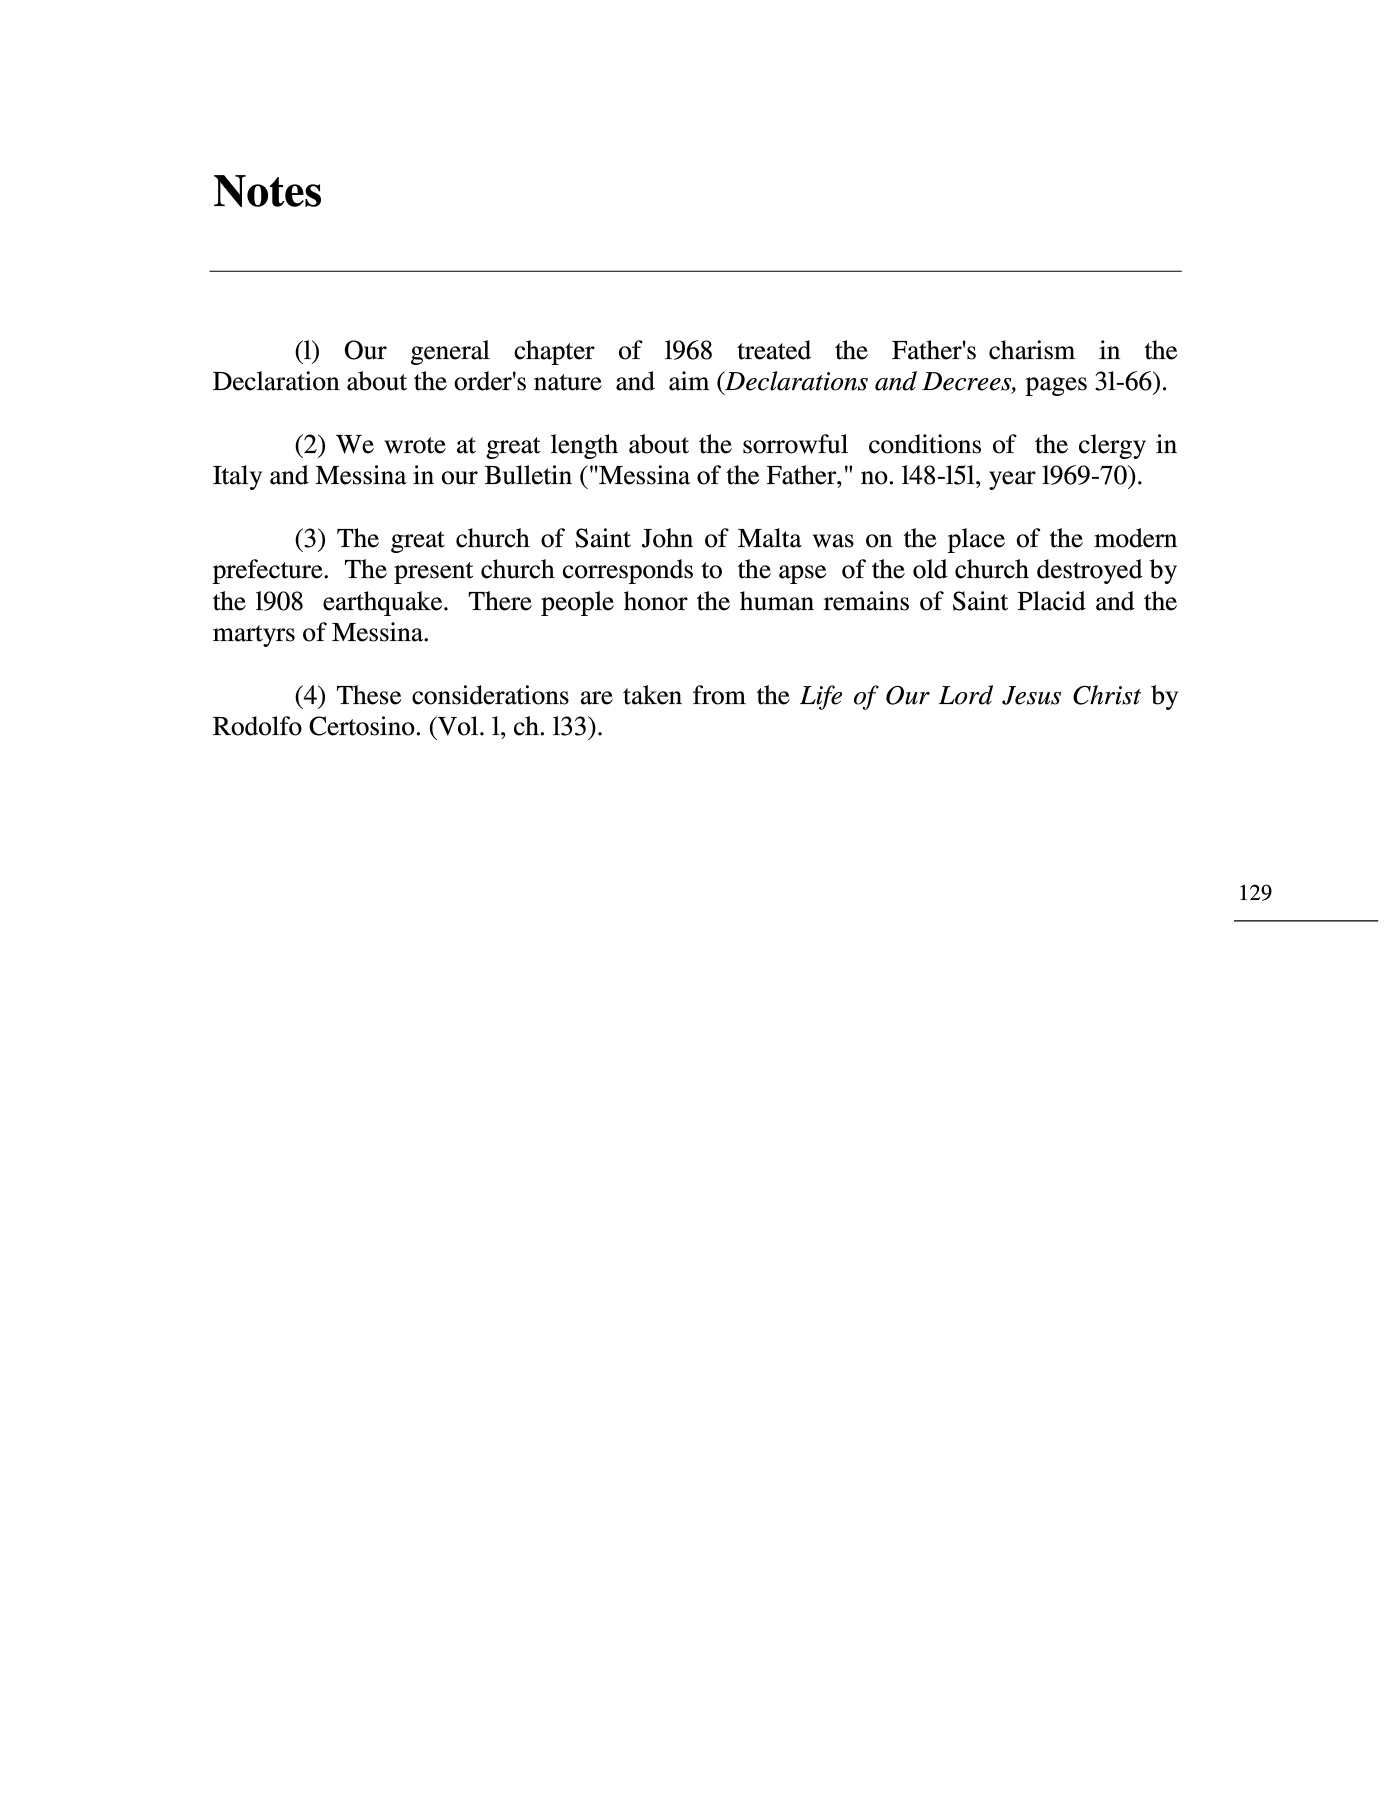 Notes
(l) Our general chapter of l968 treated the Father's charism in the
Declaration about the order's nature and aim (Declarations and Decrees, pages 3l-66).
(2) We wrote at great length about the sorrowful conditions of the clergy in
Italy and Messina in our Bulletin ("Messina of the Father," no. l48-l5l, year l969-70).
(3) The great church of Saint John of Malta was on the place of the modern
prefecture. The present church corresponds to the apse of the old church destroyed by
the l908 earthquake. There people honor the human remains of Saint Placid and the
martyrs of Messina.
(4) These considerations are taken from the Life of Our Lord Jesus Christ by
Rodolfo Certosino. (Vol. l, ch. l33).
129